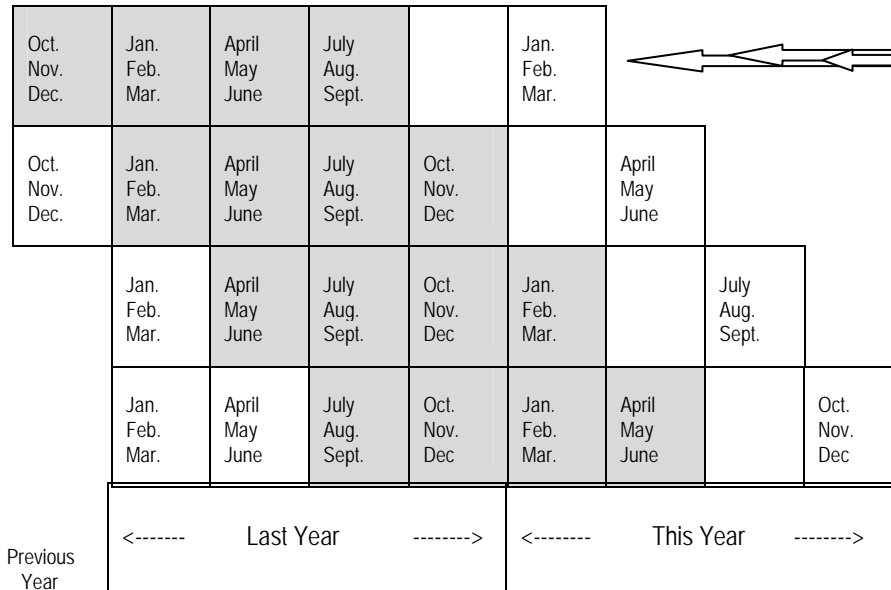 Oct. Jan. April July Jan.
Nov. Feb. May Aug. Feb.
Dec. Mar. June Sept. Mar.
Oct. Jan. April July Oct. April
Nov. Feb. May Aug. Nov. May
Dec. Mar. June Sept. Dec June
Jan. April July Oct. Jan. July
Feb. May Aug. Nov. Feb. Aug.
Mar. June Sept. Dec Mar. Sept.
Jan. April July Oct. Jan. April Oct.
Feb. May Aug. Nov. Feb. May Nov.
Mar. June Sept. Dec Mar. June Dec
<------- Last Year --------> <-------- This Year -------->
Previous
Year